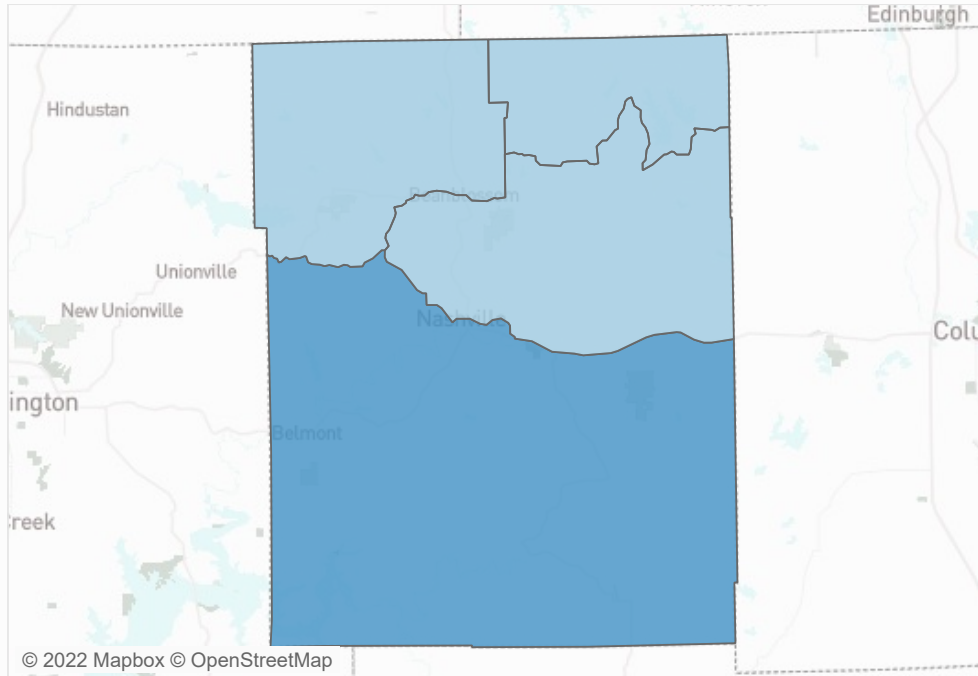 Edinburgh
Hindustan
Beanblossom
Unionville
New Unionville
Nashville
Colu
ington
Belmont
reek
© 2022 Mapbox © OpenStreetMap